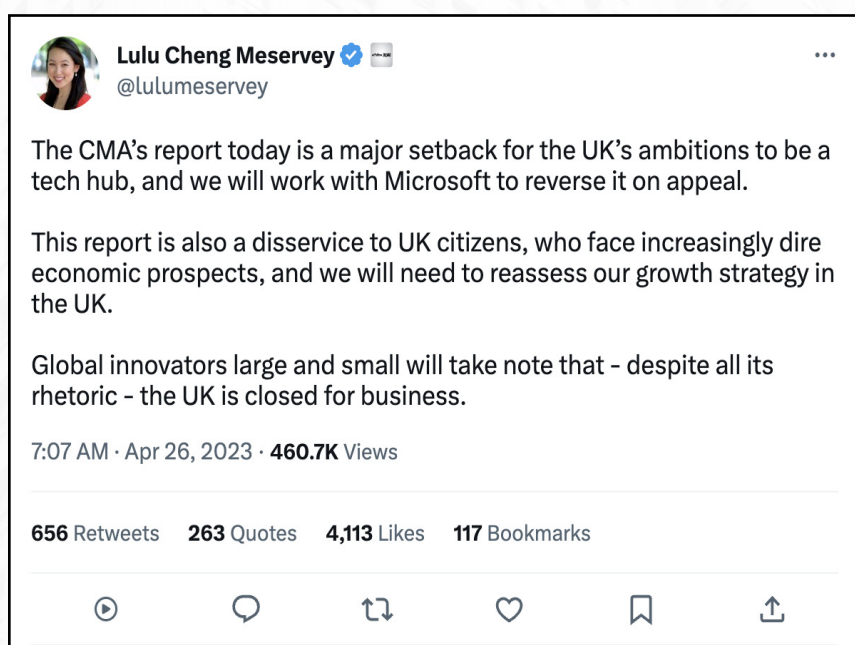 Lulu Cheng Meservey
@lulumeservey
The CMA’s report today is a major setback for the UK’s ambitions to be a
tech hub, and we will work with Microsoft to reverse it on appeal.
This report is also a disservice to UK citizens, who face increasingly dire
economic prospects, and we will need to reassess our growth strategy in
the UK.
Global innovators large and small will take note that - despite all its
rhetoric - the UK is closed for business.
7:07 AM · Apr 26, 2023 · 460.7K Views
656 Retweets 263 Quotes 4,113 Likes 117 Bookmarks